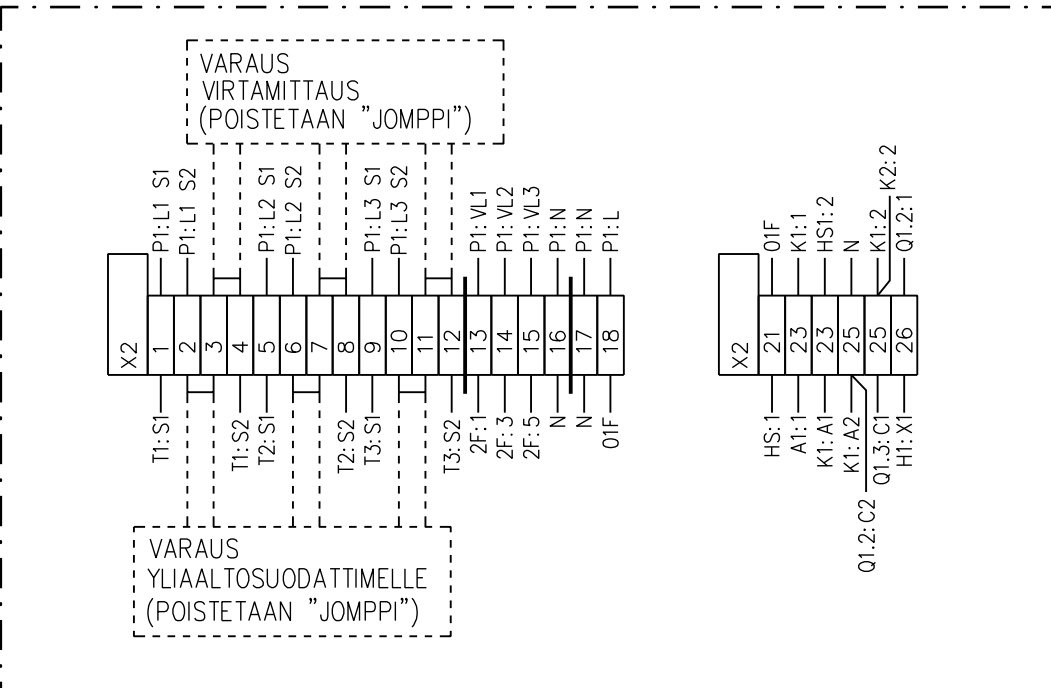 VARAUS
VIRTAMITTAUS
(POISTETAAN "JOMPPI")
P1:L1 S1
P1:L1 S2
P1:L2 S1
P1:L2 S2
P1:L3 S1
P1:L3 S2
P1:VL1
P1:VL2
P1:VL3
P1:N
P1:N
P1:L
X2
1
2
3
4
5
6
7
8
9
10
11
12
13
14
15
16
17
18
T1:S1
T1:S2
T2:S1
T2:S2
T3:S1
T3:S2
2F:1
2F:3
2F:5
N
N
01F
VARAUS
YLIAALTOSUODATTIMELLE
(POISTETAAN "JOMPPI")
01F
K1:1
HS1:2
N
K1:2
K2:2
Q1.2:1
X2
21
23
23
25
25
26
HS:1
A1:1
K1:A1
K1:A2
Q1.2:C2
Q1.3:C1
H1:X1